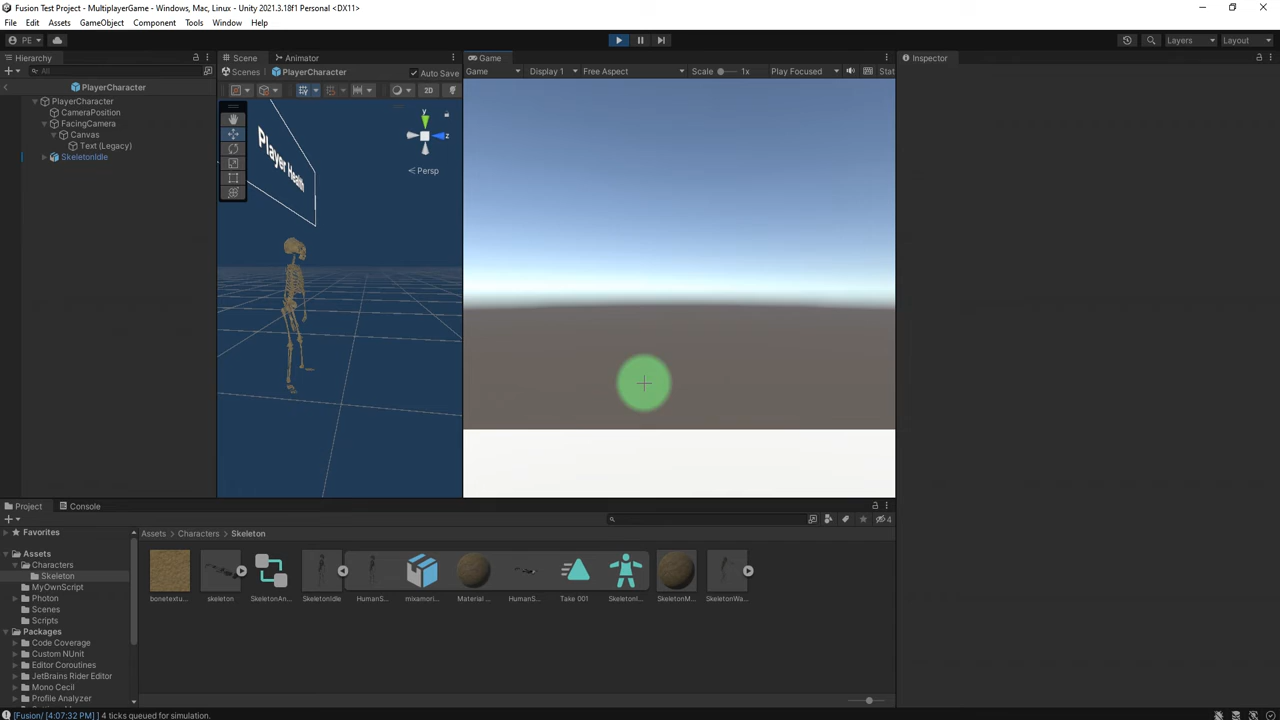 Fusion Test Project - MultiplayerGame - Windows, Mac, Linux - Unity 2021.3.18f1 Personal <DX11>
File Edit Assets GameObject Component Tools Window Help
PE Layers Layout
Hierarchy
All
PlayerCharacter
PlayerCharacter
CameraPosition
FacingCamera
Canvas
Text (Legacy)
SkeletonIdle
Scene Animator
Scenes PlayerCharacter Auto Save
2D
y
z
Persp
Player Health
Game
Game Display 1 Free Aspect Scale 1x Play Focused Stat
Inspector
Project Console
4
Favorites
Assets
Characters
Skeleton
MyOwnScript
Photon
Scenes
Scripts
Packages
Code Coverage
Custom NUnit
Editor Coroutines
JetBrains Rider Editor
Mono Cecil
Profile Analyzer
Assets Characters Skeleton
bonetextu... skeleton SkeletonAn... SkeletonIdle HumanS... mixamori... Material ... HumanS... Take 001 SkeletonI... SkeletonM... SkeletonWa...
[Fusion/ [4:07:32 PM] 4 ticks queued for simulation.